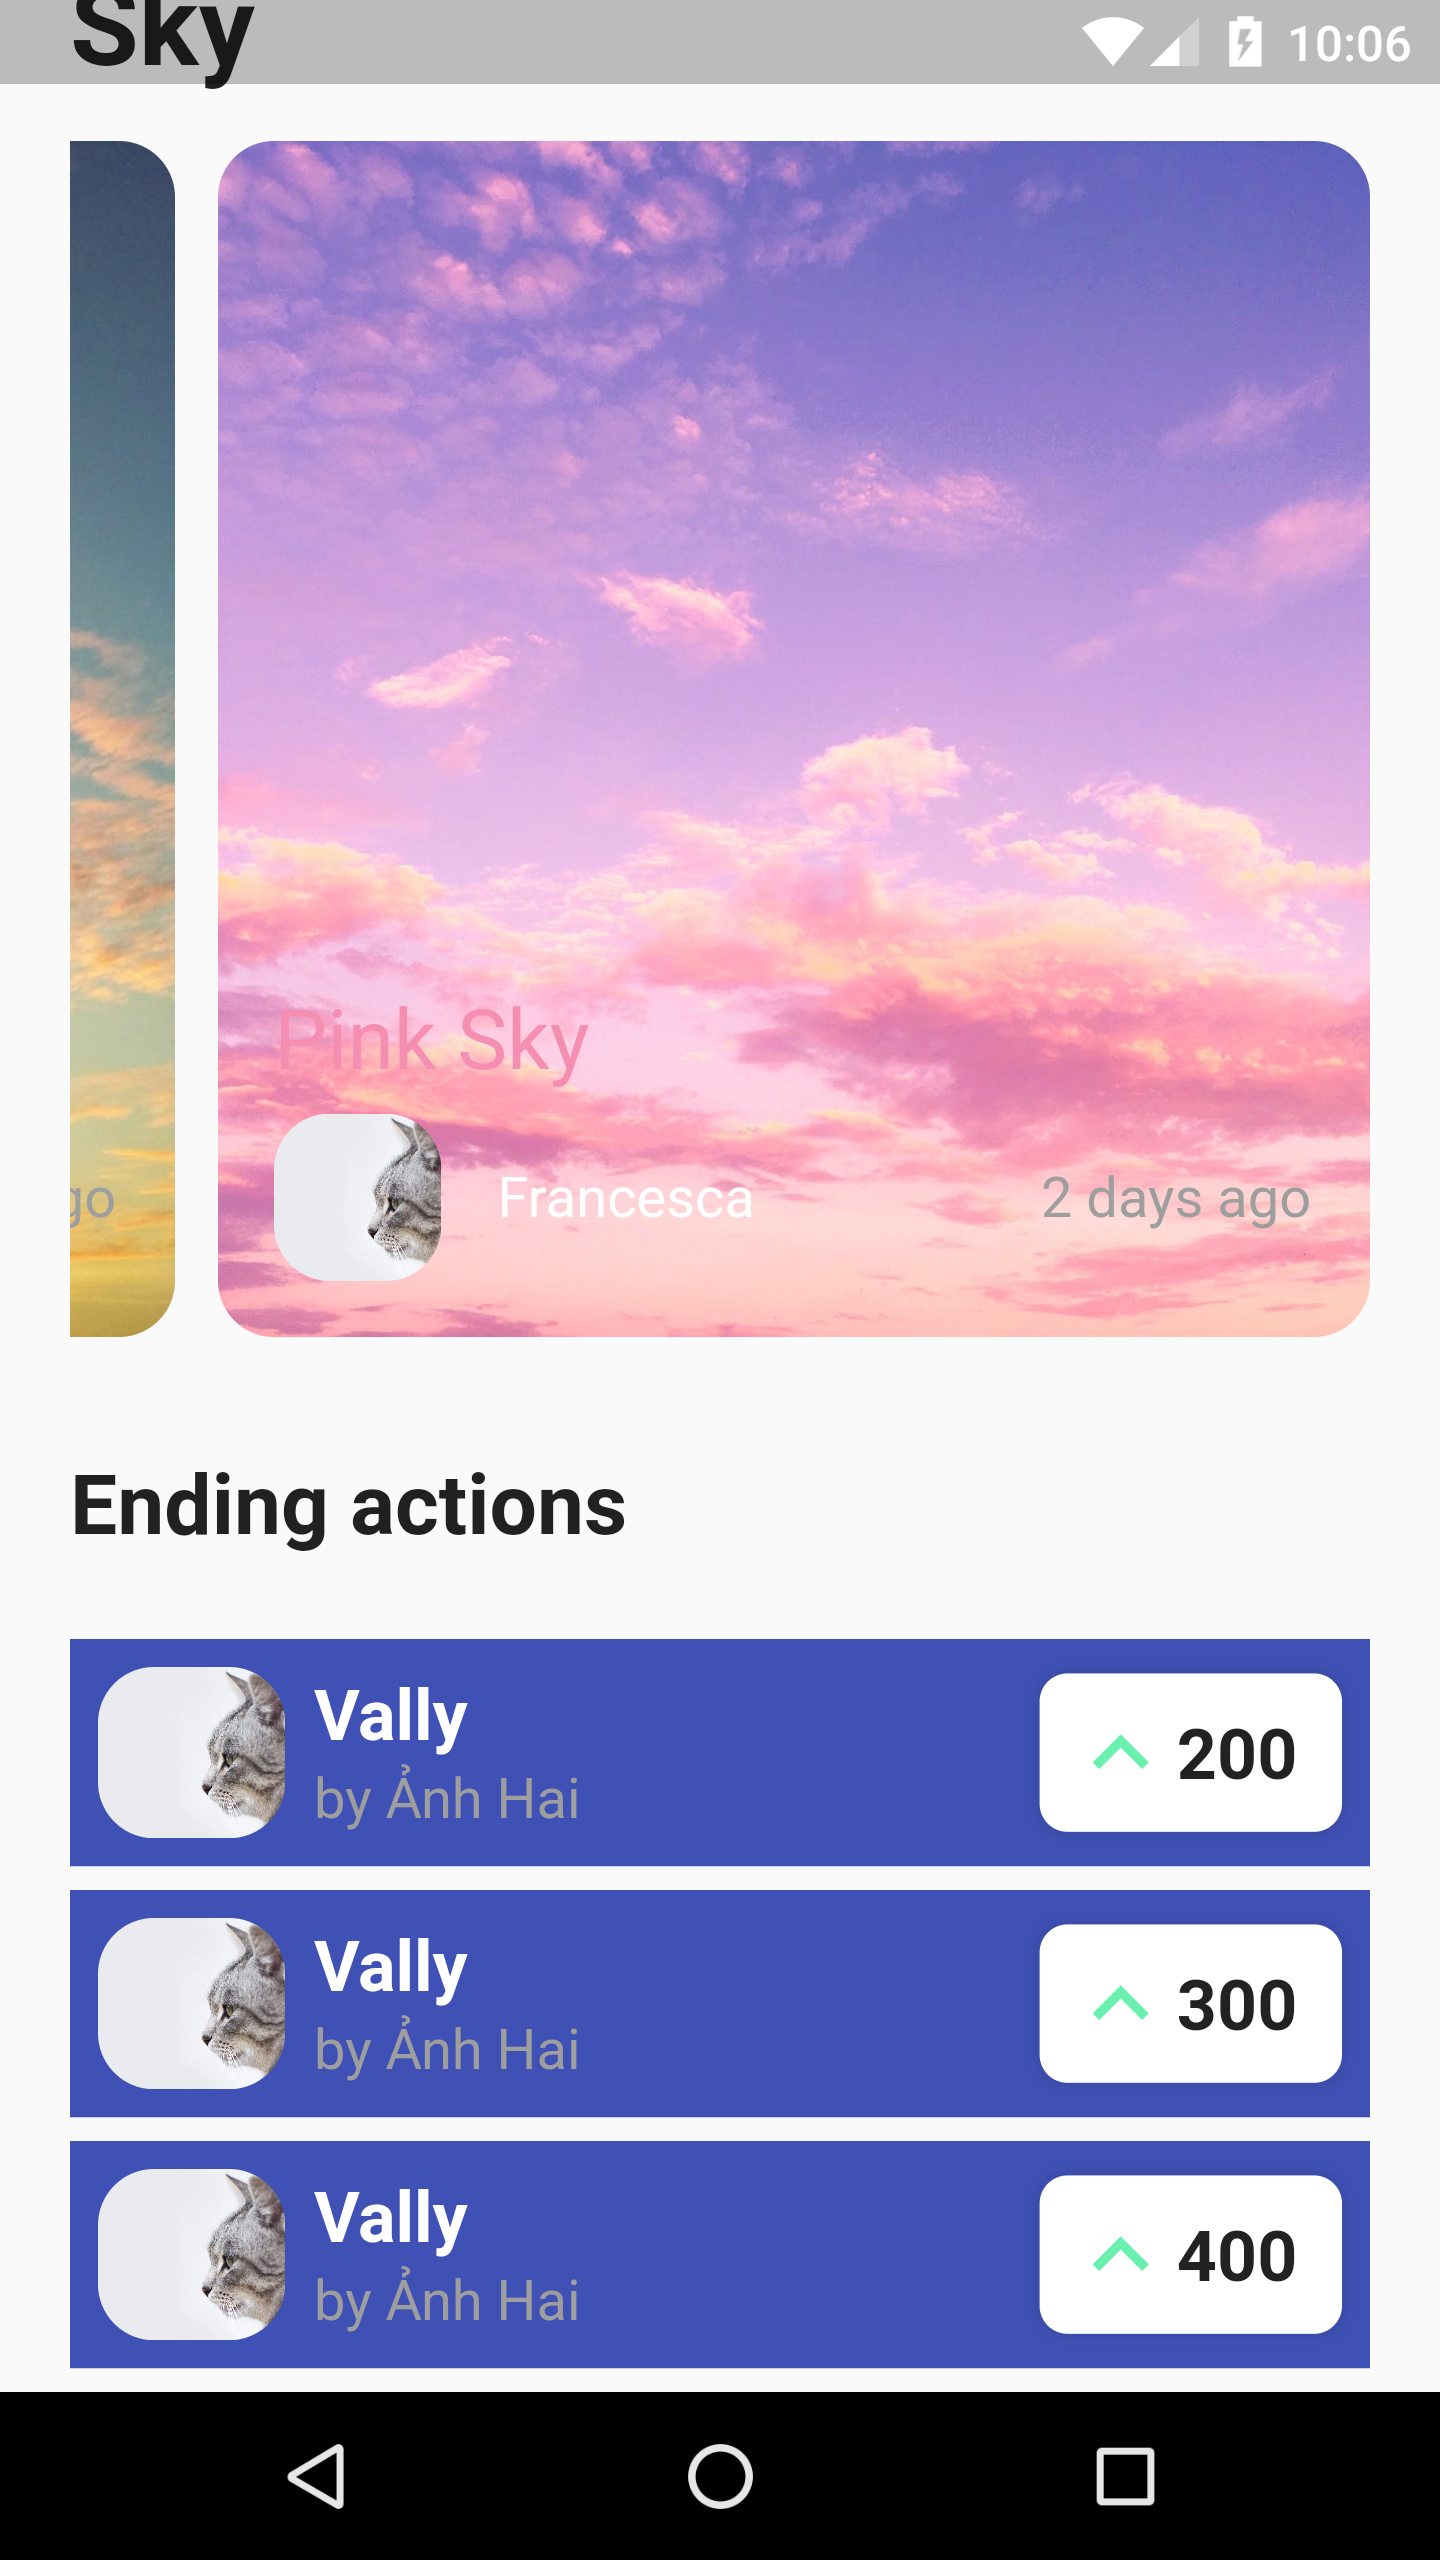 Sky
10:06
Pink Sky
go
Francesca
2 days ago
Ending actions
Vally
by Ảnh Hai
200
Vally
by Ảnh Hai
300
Vally
by Ảnh Hai
400